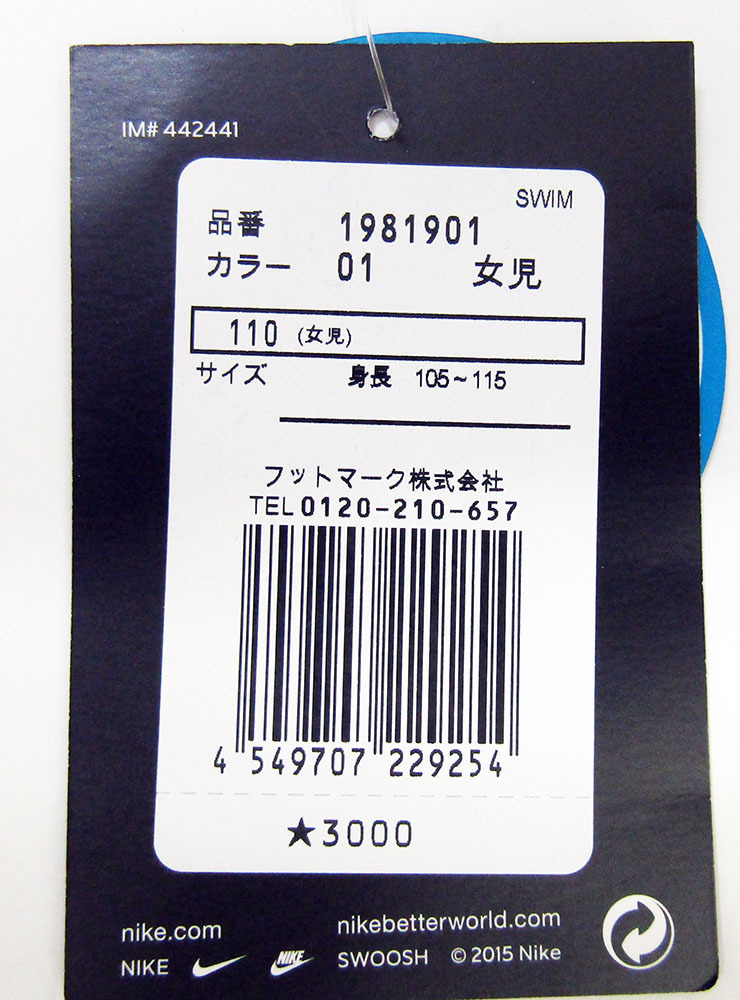 IM# 442441
SWIM
品番 1981901
カラー 01 女児
110 (女児)
サイズ 身長 105~115
フットマーク株式会社
TEL 0120-210-657
4 549707 229254
★3000
nike.com nikebetterworld.com
NIKE NIKE SWOOSH © 2015 Nike